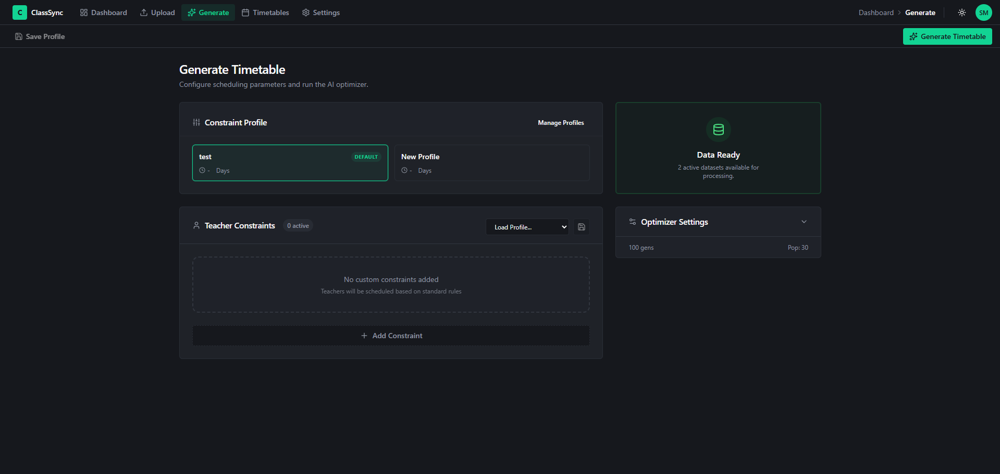 C ClassSync Dashboard Upload Generate Timetables Settings Dashboard > Generate SM
Save Profile Generate Timetable
Generate Timetable
Configure scheduling parameters and run the AI optimizer.
Constraint Profile Manage Profiles
test DEFAULT
- Days
New Profile
- Days
Data Ready
2 active datasets available for
processing.
Teacher Constraints 0 active Load Profile...
No custom constraints added
Teachers will be scheduled based on standard rules
+ Add Constraint
Optimizer Settings
100 gens Pop: 30